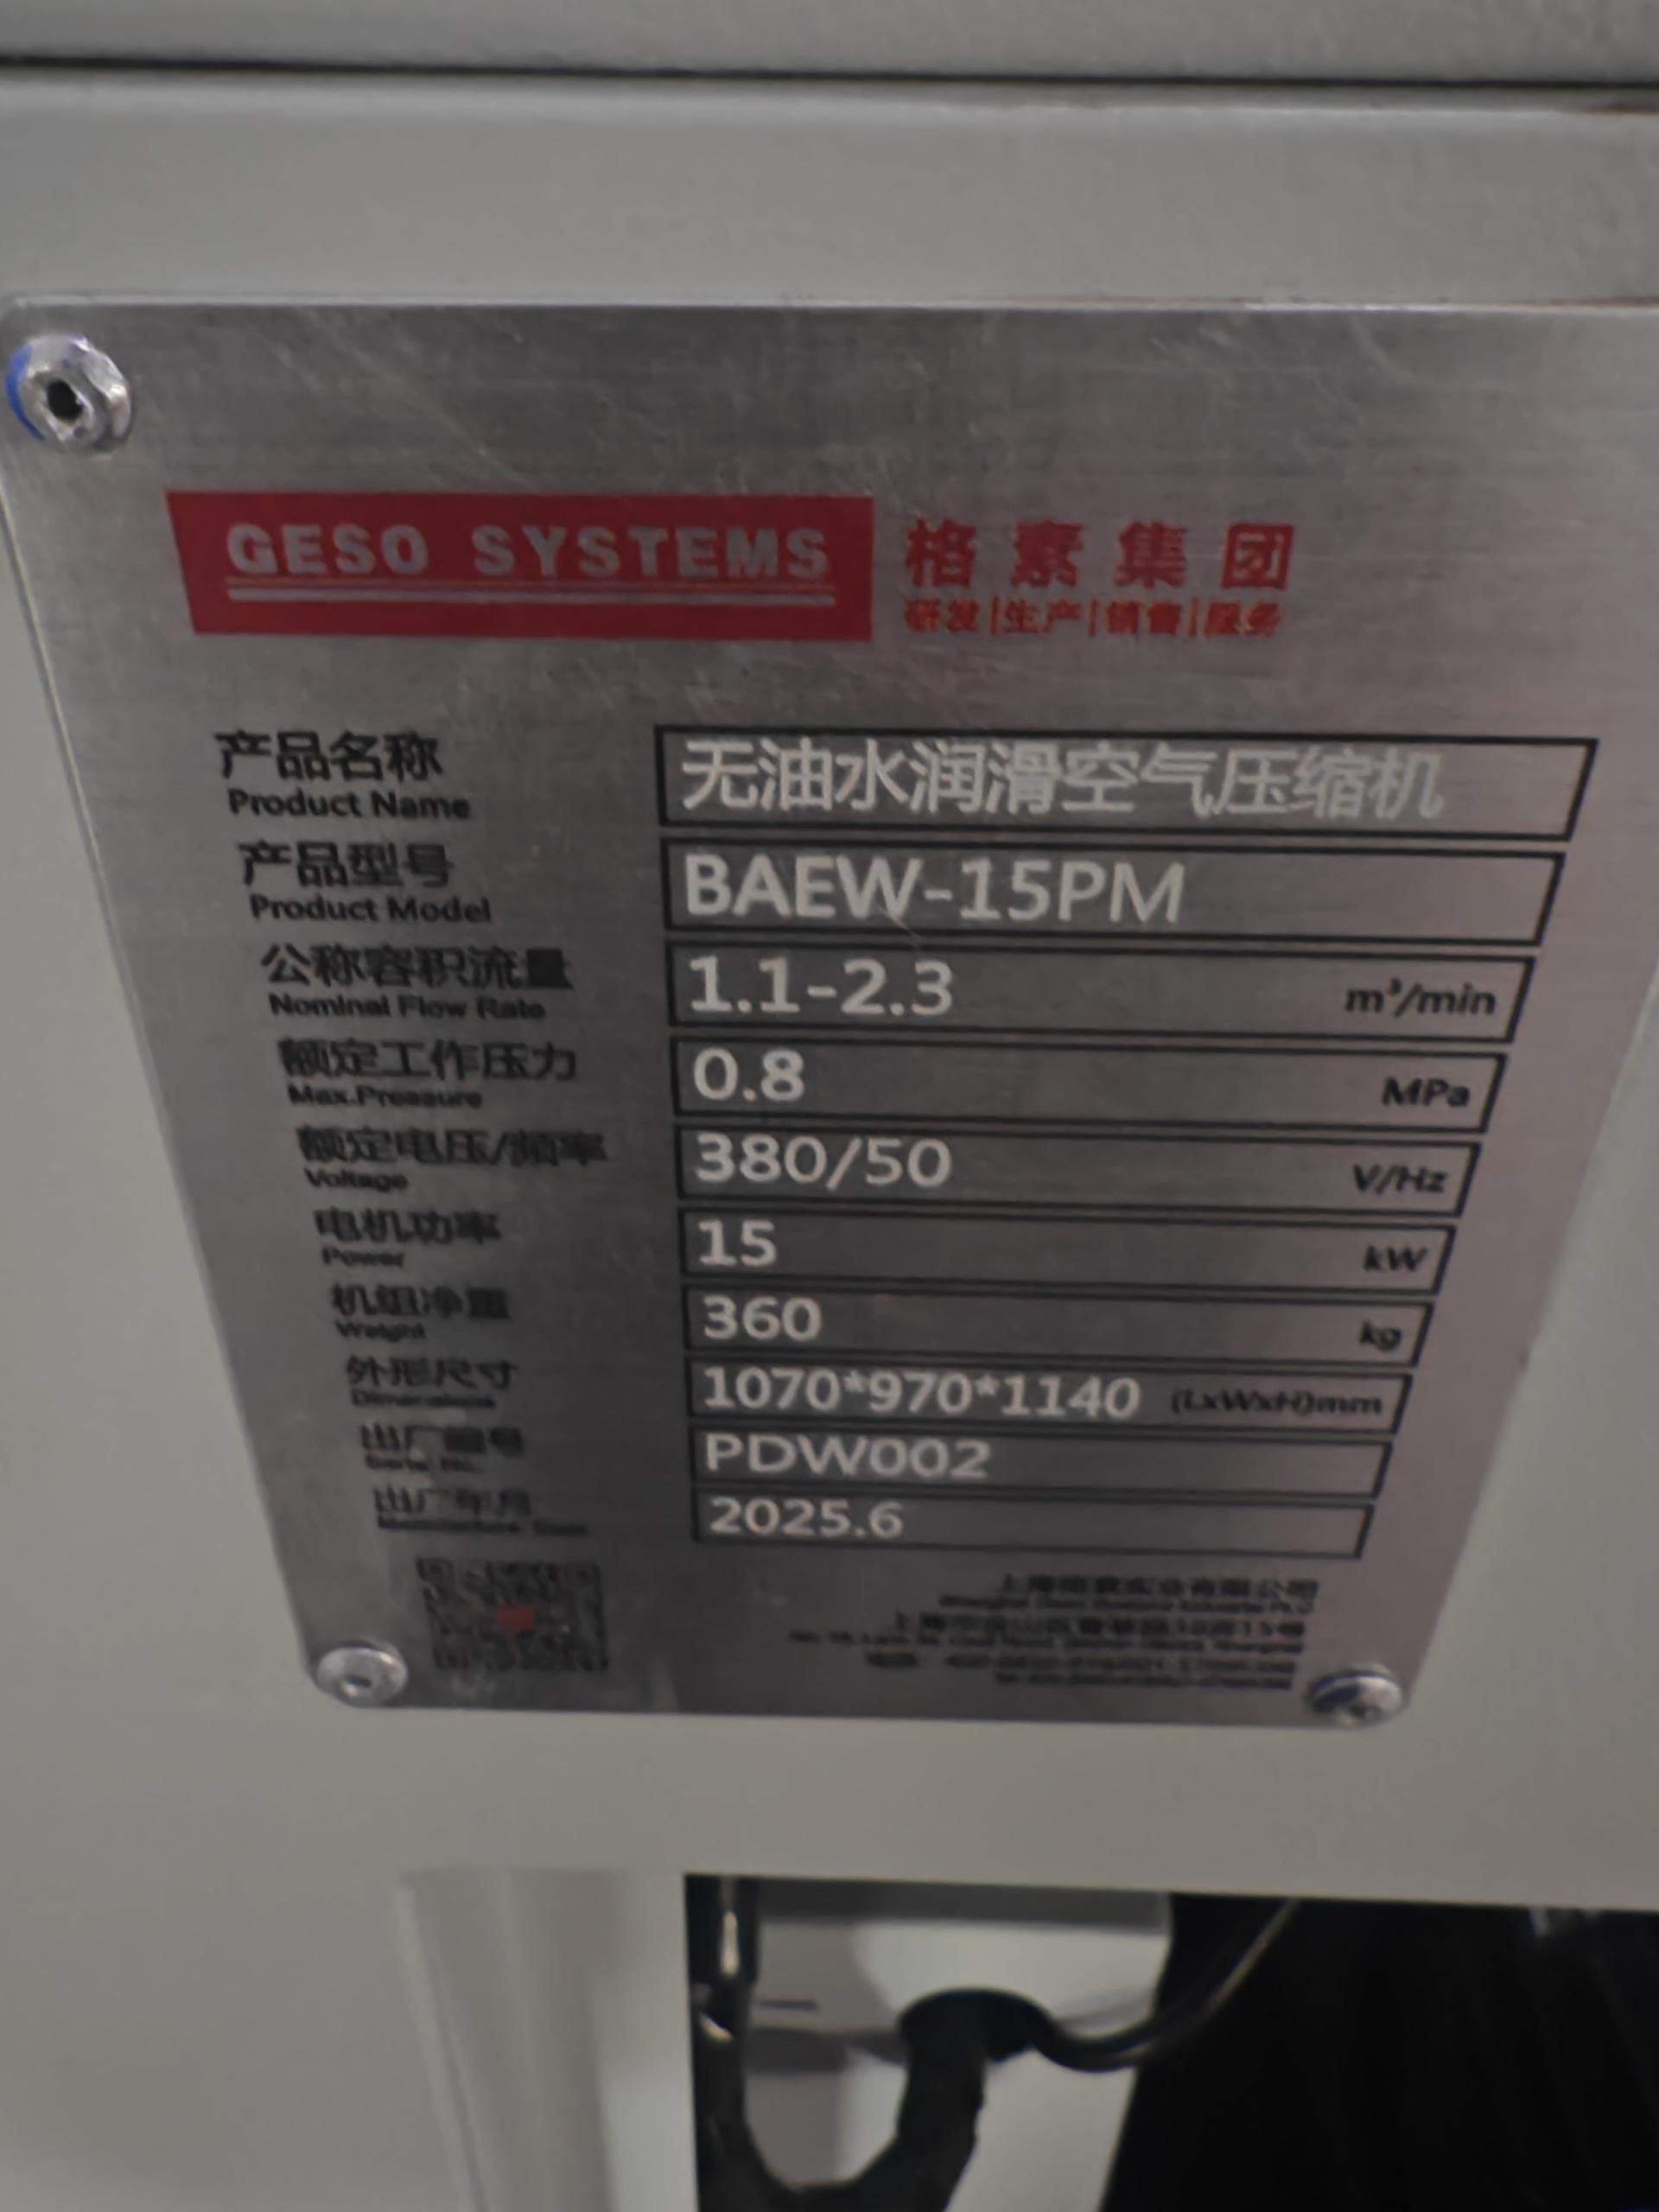 GESO SYSTEMS 格素集团
研发|生产|销售|服务
产品名称 无油水润滑空气压缩机
Product Name
产品型号 BAEW-15PM
Product Model
公称容积流量 1.1-2.3 m³/min
Nominal Flow Rate
额定工作压力 0.8 MPa
Max.Pressure
额定电压/频率 380/50 V/Hz
Voltage
电机功率 15 kW
Power
机组净重 360 kg
Weight
外形尺寸 1070*970*1140 (LxWxH)mm
Dimensions
出厂编号 PDW002
出厂年月 2025.6